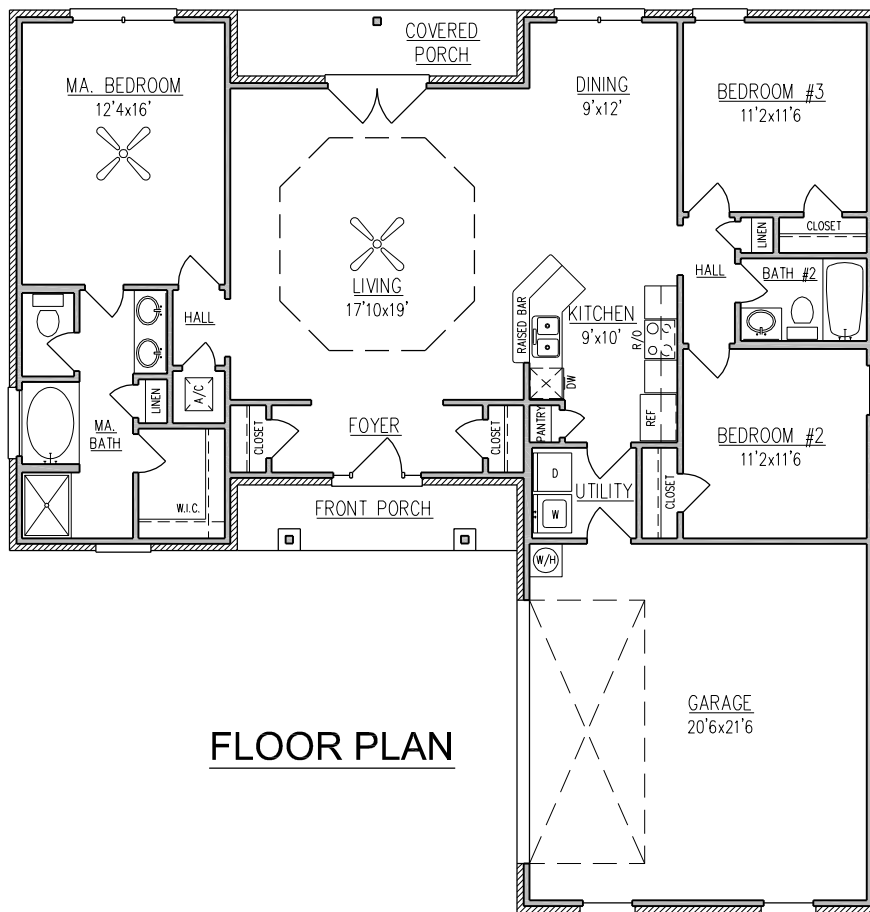 COVERED
PORCH
MA. BEDROOM
12'4x16'
DINING
9'x12'
BEDROOM #3
11'2x11'6
CLOSET
LINEN
HALL
BATH #2
LIVING
17'10x19'
HALL
RAISED BAR
KITCHEN
9'x10'
R/O
DW
REF
PANTRY
A/C
LINEN
MA.
BATH
CLOSET
FOYER
CLOSET
BEDROOM #2
11'2x11'6
W.I.C.
FRONT PORCH
D
W
UTILITY
CLOSET
W/H
GARAGE
20'6x21'6
FLOOR PLAN